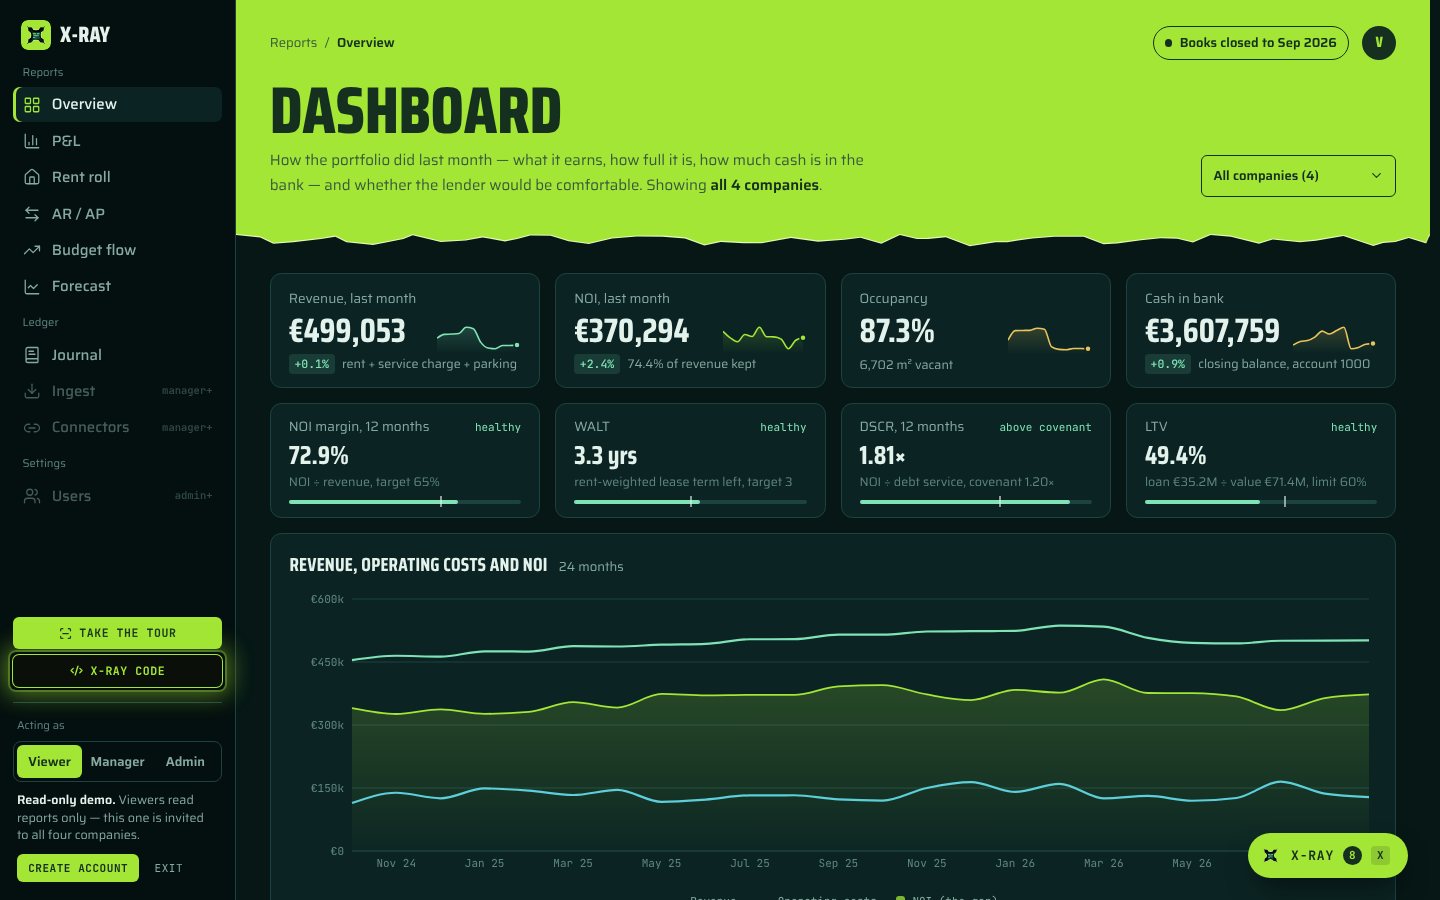 X-RAY
Reports
Overview
P&L
Rent roll
AR / AP
Budget flow
Forecast
Ledger
Journal
Ingest manager+
Connectors manager+
Settings
Users admin+
TAKE THE TOUR
X-RAY CODE
Acting as
Viewer Manager Admin
Read-only demo. Viewers read
reports only — this one is invited
to all four companies.
CREATE ACCOUNT EXIT
Reports / Overview
Books closed to Sep 2026 V
DASHBOARD
How the portfolio did last month — what it earns, how full it is, how much cash is in the
bank — and whether the lender would be comfortable. Showing all 4 companies.
All companies (4)
Revenue, last month
€499,053
+0.1% rent + service charge + parking
NOI, last month
€370,294
+2.4% 74.4% of revenue kept
Occupancy
87.3%
6,702 m² vacant
Cash in bank
€3,607,759
+0.9% closing balance, account 1000
NOI margin, 12 months healthy
72.9%
NOI ÷ revenue, target 65%
WALT healthy
3.3 yrs
rent-weighted lease term left, target 3
DSCR, 12 months above covenant
1.81×
NOI ÷ debt service, covenant 1.20×
LTV healthy
49.4%
loan €35.2M ÷ value €71.4M, limit 60%
REVENUE, OPERATING COSTS AND NOI 24 months
€600k
€450k
€300k
€150k
€0
Nov 24 Jan 25 Mar 25 May 25 Jul 25 Sep 25 Nov 25 Jan 26 Mar 26 May 26
X-RAY 8 X